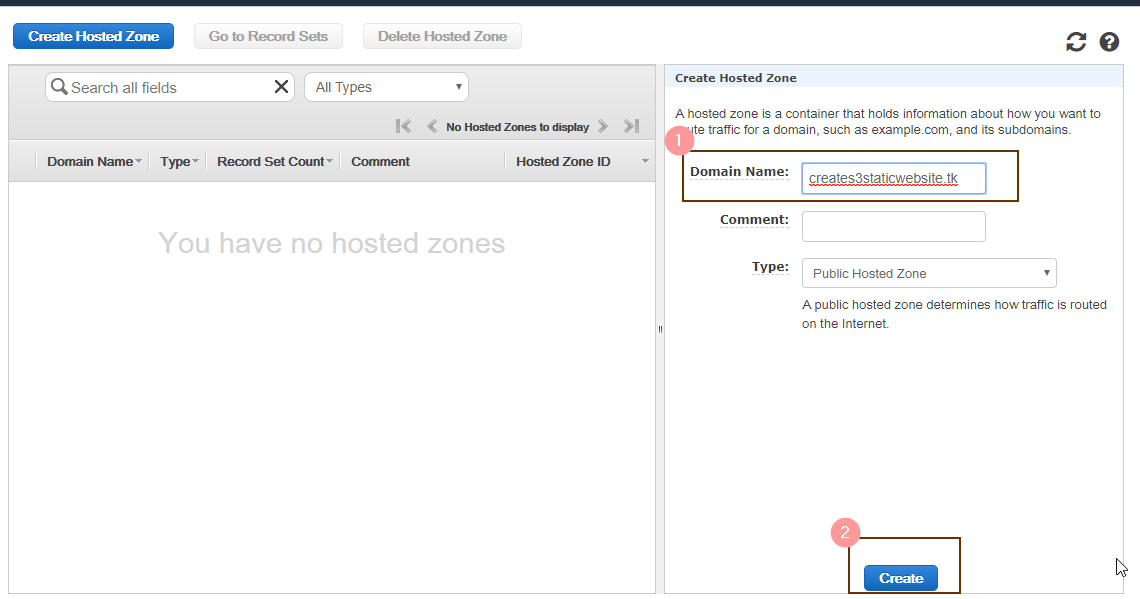 Create Hosted Zone
Go to Record Sets
Delete Hosted Zone
Search all fields
All Types
No Hosted Zones to display
Domain Name
Type
Record Set Count
Comment
Hosted Zone ID
You have no hosted zones
Create Hosted Zone
A hosted zone is a container that holds information about how you want to
ute traffic for a domain, such as example.com, and its subdomains.
1
Domain Name: creates3staticwebsite.tk
Comment:
Type: Public Hosted Zone
A public hosted zone determines how traffic is routed
on the Internet.
2
Create